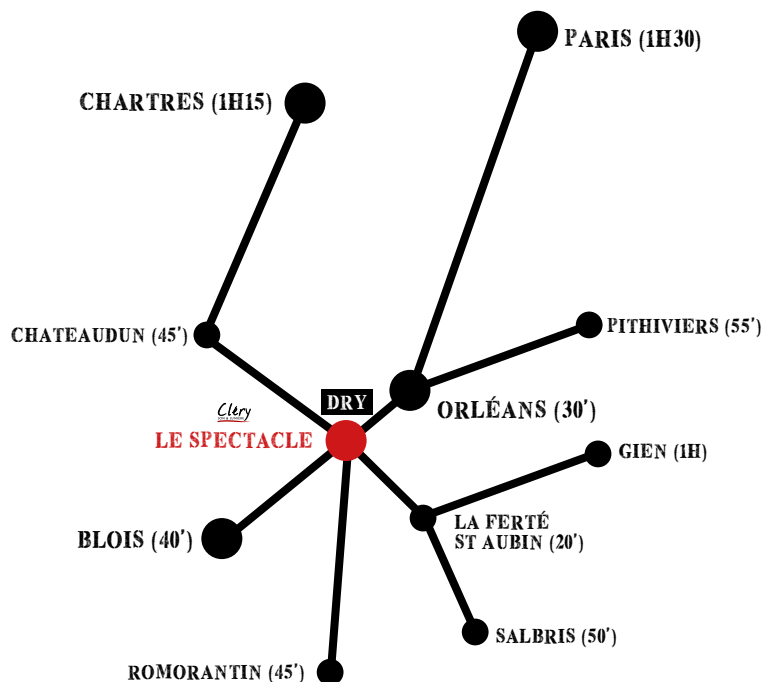 PARIS (1H30)
CHARTRES (1H15)
PITHIVIERS (55')
CHATEAUDUN (45')
DRY
ORLÉANS (30')
Cléry
LE SPECTACLE
GIEN (1H)
LA FERTÉ
ST AUBIN (20')
BLOIS (40')
SALBRIS (50')
ROMORANTIN (45')